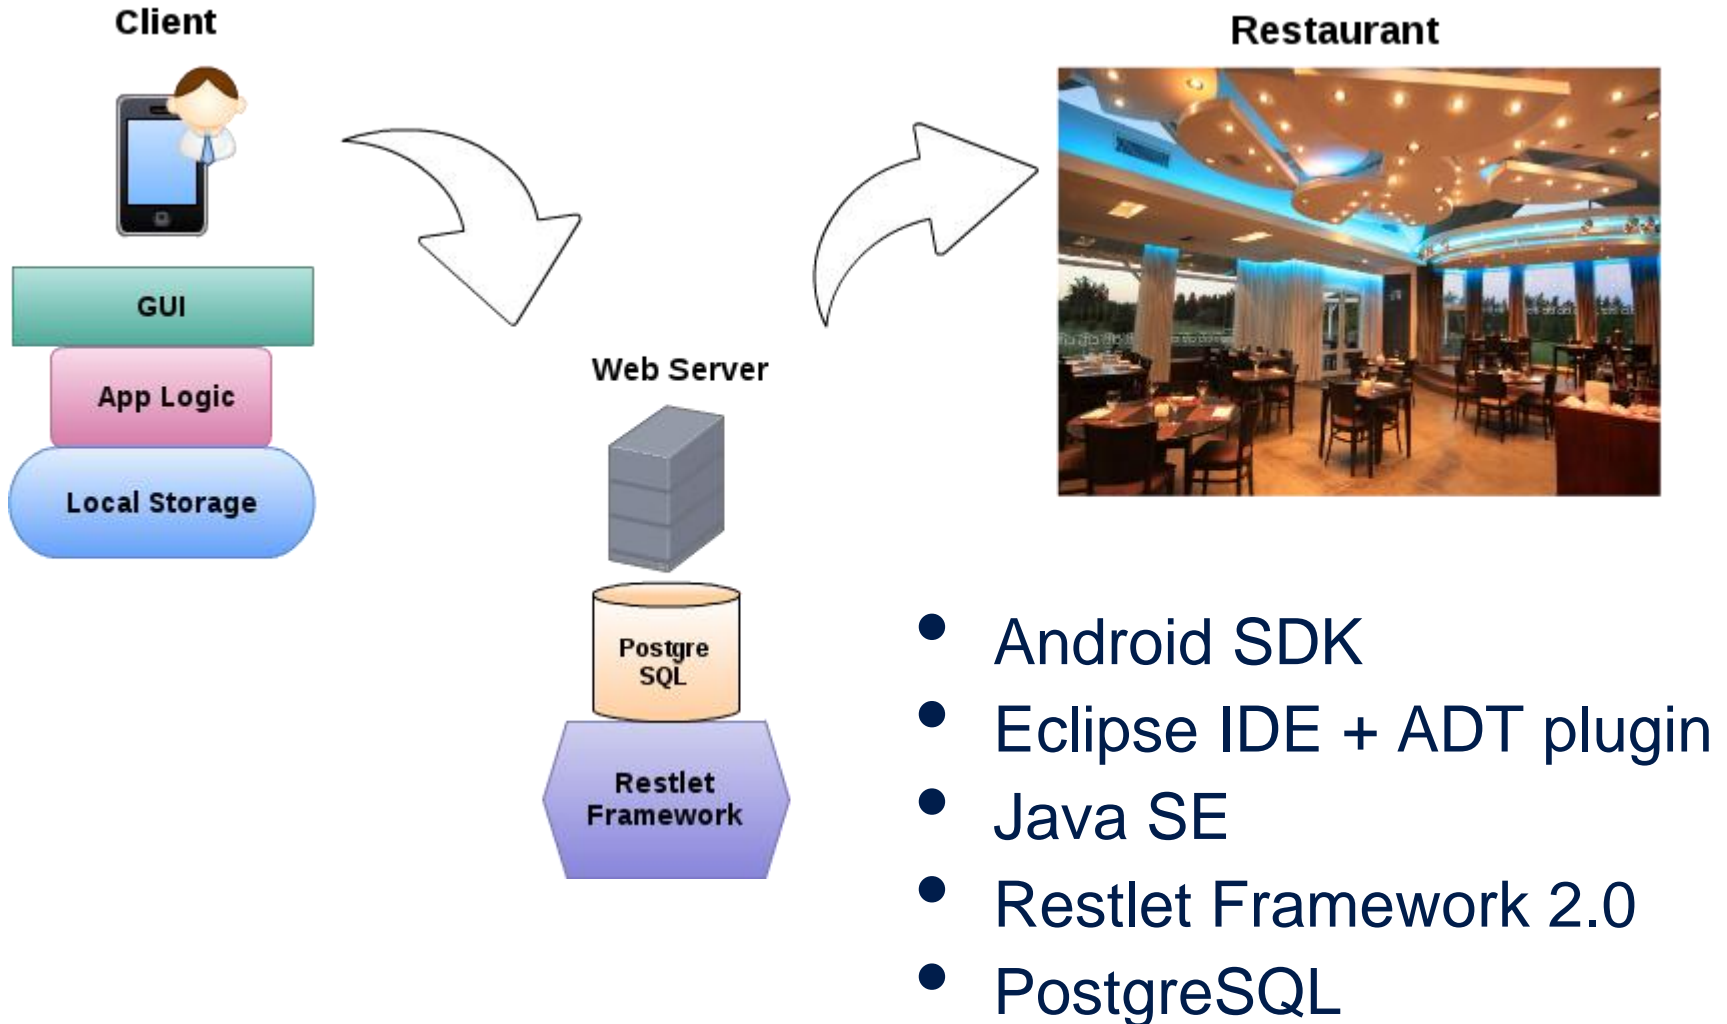 Client
Restaurant
GUI
App Logic
Local Storage
Web Server
Postgre
SQL
Restlet
Framework
• Android SDK
• Eclipse IDE + ADT plugin
• Java SE
• Restlet Framework 2.0
• PostgreSQL